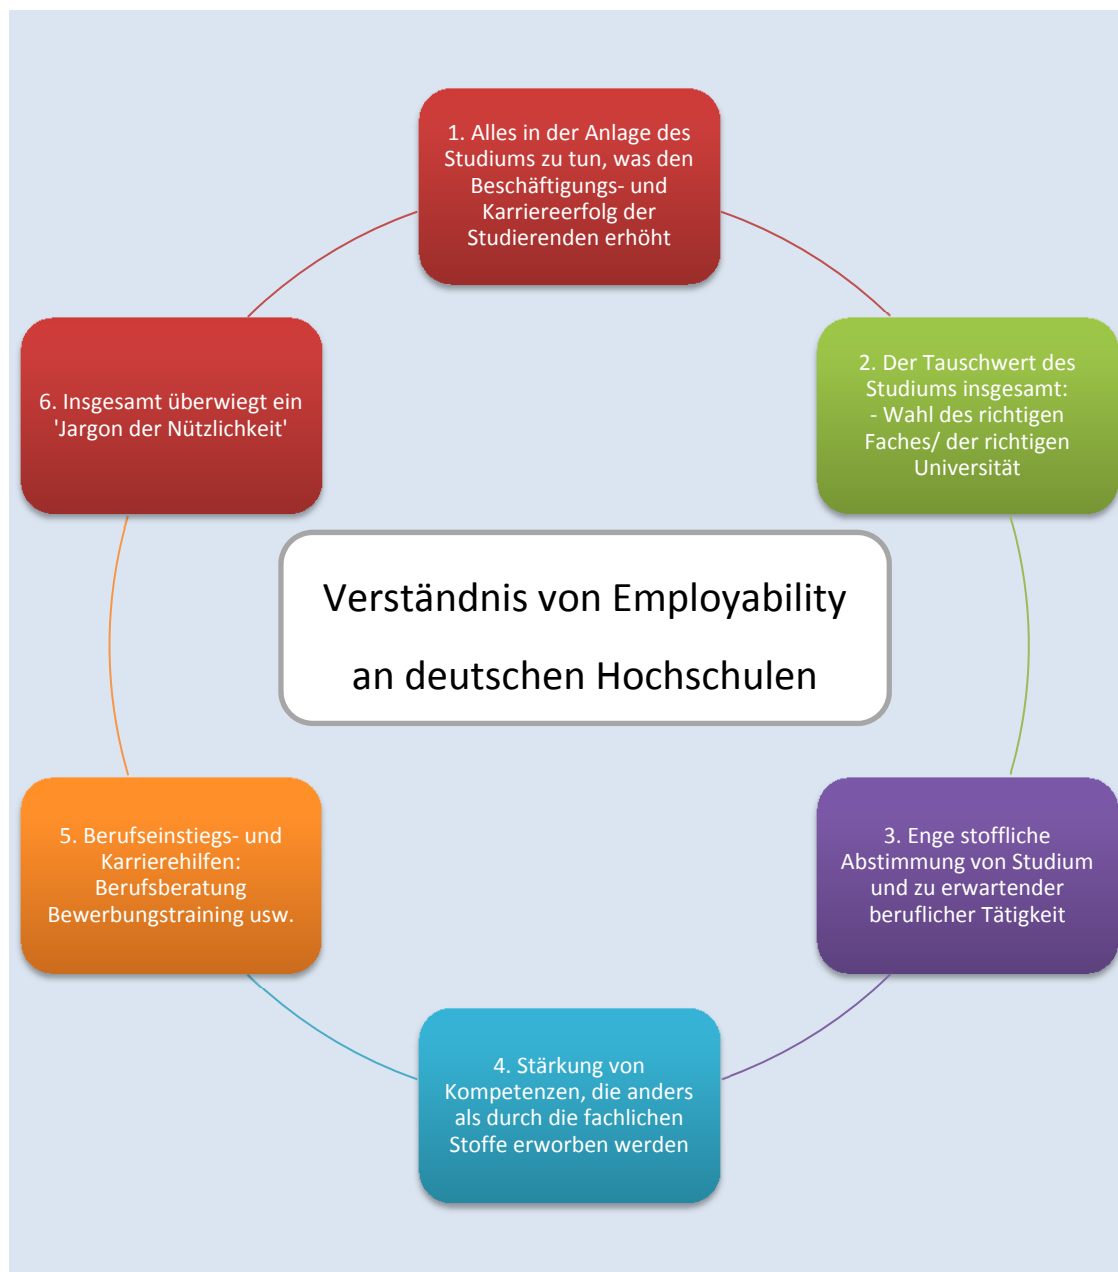 1. Alles in der Anlage des
Studiums zu tun, was den
Beschäftigungs- und
Karriereerfolg der
Studierenden erhöht
2. Der Tauschwert des
Studiums insgesamt:
- Wahl des richtigen
Faches/ der richtigen
Universität
3. Enge stoffliche
Abstimmung von Studium
und zu erwartender
beruflicher Tätigkeit
4. Stärkung von
Kompetenzen, die anders
als durch die fachlichen
Stoffe erworben werden
5. Berufseinstiegs- und
Karrierehilfen:
Berufsberatung
Bewerbungstraining usw.
6. Insgesamt überwiegt ein
'Jargon der Nützlichkeit'
Verständnis von Employability
an deutschen Hochschulen